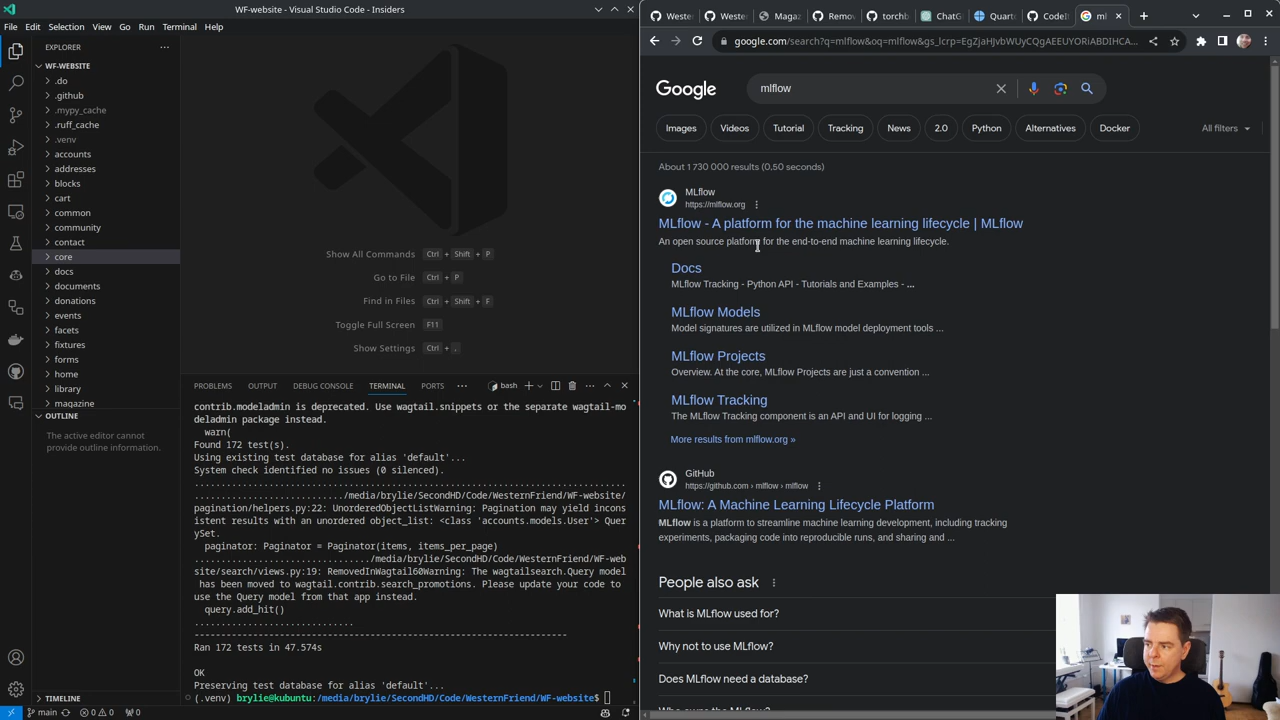 WF-website - Visual Studio Code - Insiders
File Edit Selection View Go Run Terminal Help
EXPLORER
WF-WEBSITE
.do
.github
.mypy_cache
.ruff_cache
.venv
accounts
addresses
blocks
cart
common
community
contact
core
docs
documents
donations
events
facets
fixtures
forms
home
library
magazine
OUTLINE
The active editor cannot
provide outline information.
TIMELINE
Show All Commands Ctrl + Shift + P
Go to File Ctrl + P
Find in Files Ctrl + Shift + F
Toggle Full Screen F11
Show Settings Ctrl + ,
PROBLEMS OUTPUT DEBUG CONSOLE TERMINAL PORTS
bash
contrib.modeladmin is deprecated. Use wagtail.snippets or the separate wagtail-mo
deladmin package instead.
warn(
Found 172 test(s).
Using existing test database for alias 'default'...
System check identified no issues (0 silenced).
................................................................................
............................/media/brylie/SecondHD/Code/WesternFriend/WF-website/
pagination/helpers.py:22: UnorderedObjectListWarning: Pagination may yield incons
istent results with an unordered object_list: <class 'accounts.models.User'> Quer
ySet.
paginator: Paginator = Paginator(items, items_per_page)
................................./media/brylie/SecondHD/Code/WesternFriend/WF-web
site/search/views.py:19: RemovedInWagtail60Warning: The wagtailsearch.Query model
has been moved to wagtail.contrib.search_promotions. Please update your code to
use the Query model from that app instead.
query.add_hit()
..............................
----------------------------------------------------------------------
Ran 172 tests in 47.574s
OK
Preserving test database for alias 'default'...
(.venv) brylie@kubuntu:/media/brylie/SecondHD/Code/WesternFriend/WF-website$
main 0 0 0
Weste Weste Magaz Remov torchb ChatG Quart CodeIt ml
google.com/search?q=mlflow&oq=mlflow&gs_lcrp=EgZjaHJvbWUyCQgAEEUYORiABDIHCA...
Google
mlflow
Images Videos Tutorial Tracking News 2.0 Python Alternatives Docker All filters
About 1 730 000 results (0,50 seconds)
MLflow
https://mlflow.org
MLflow - A platform for the machine learning lifecycle | MLflow
An open source platform for the end-to-end machine learning lifecycle.
Docs
MLflow Tracking - Python API - Tutorials and Examples - ...
MLflow Models
Model signatures are utilized in MLflow model deployment tools ...
MLflow Projects
Overview. At the core, MLflow Projects are just a convention ...
MLflow Tracking
The MLflow Tracking component is an API and UI for logging ...
More results from mlflow.org »
GitHub
https://github.com › mlflow › mlflow
MLflow: A Machine Learning Lifecycle Platform
MLflow is a platform to streamline machine learning development, including tracking
experiments, packaging code into reproducible runs, and sharing and ...
People also ask
What is MLflow used for?
Why not to use MLflow?
Does MLflow need a database?